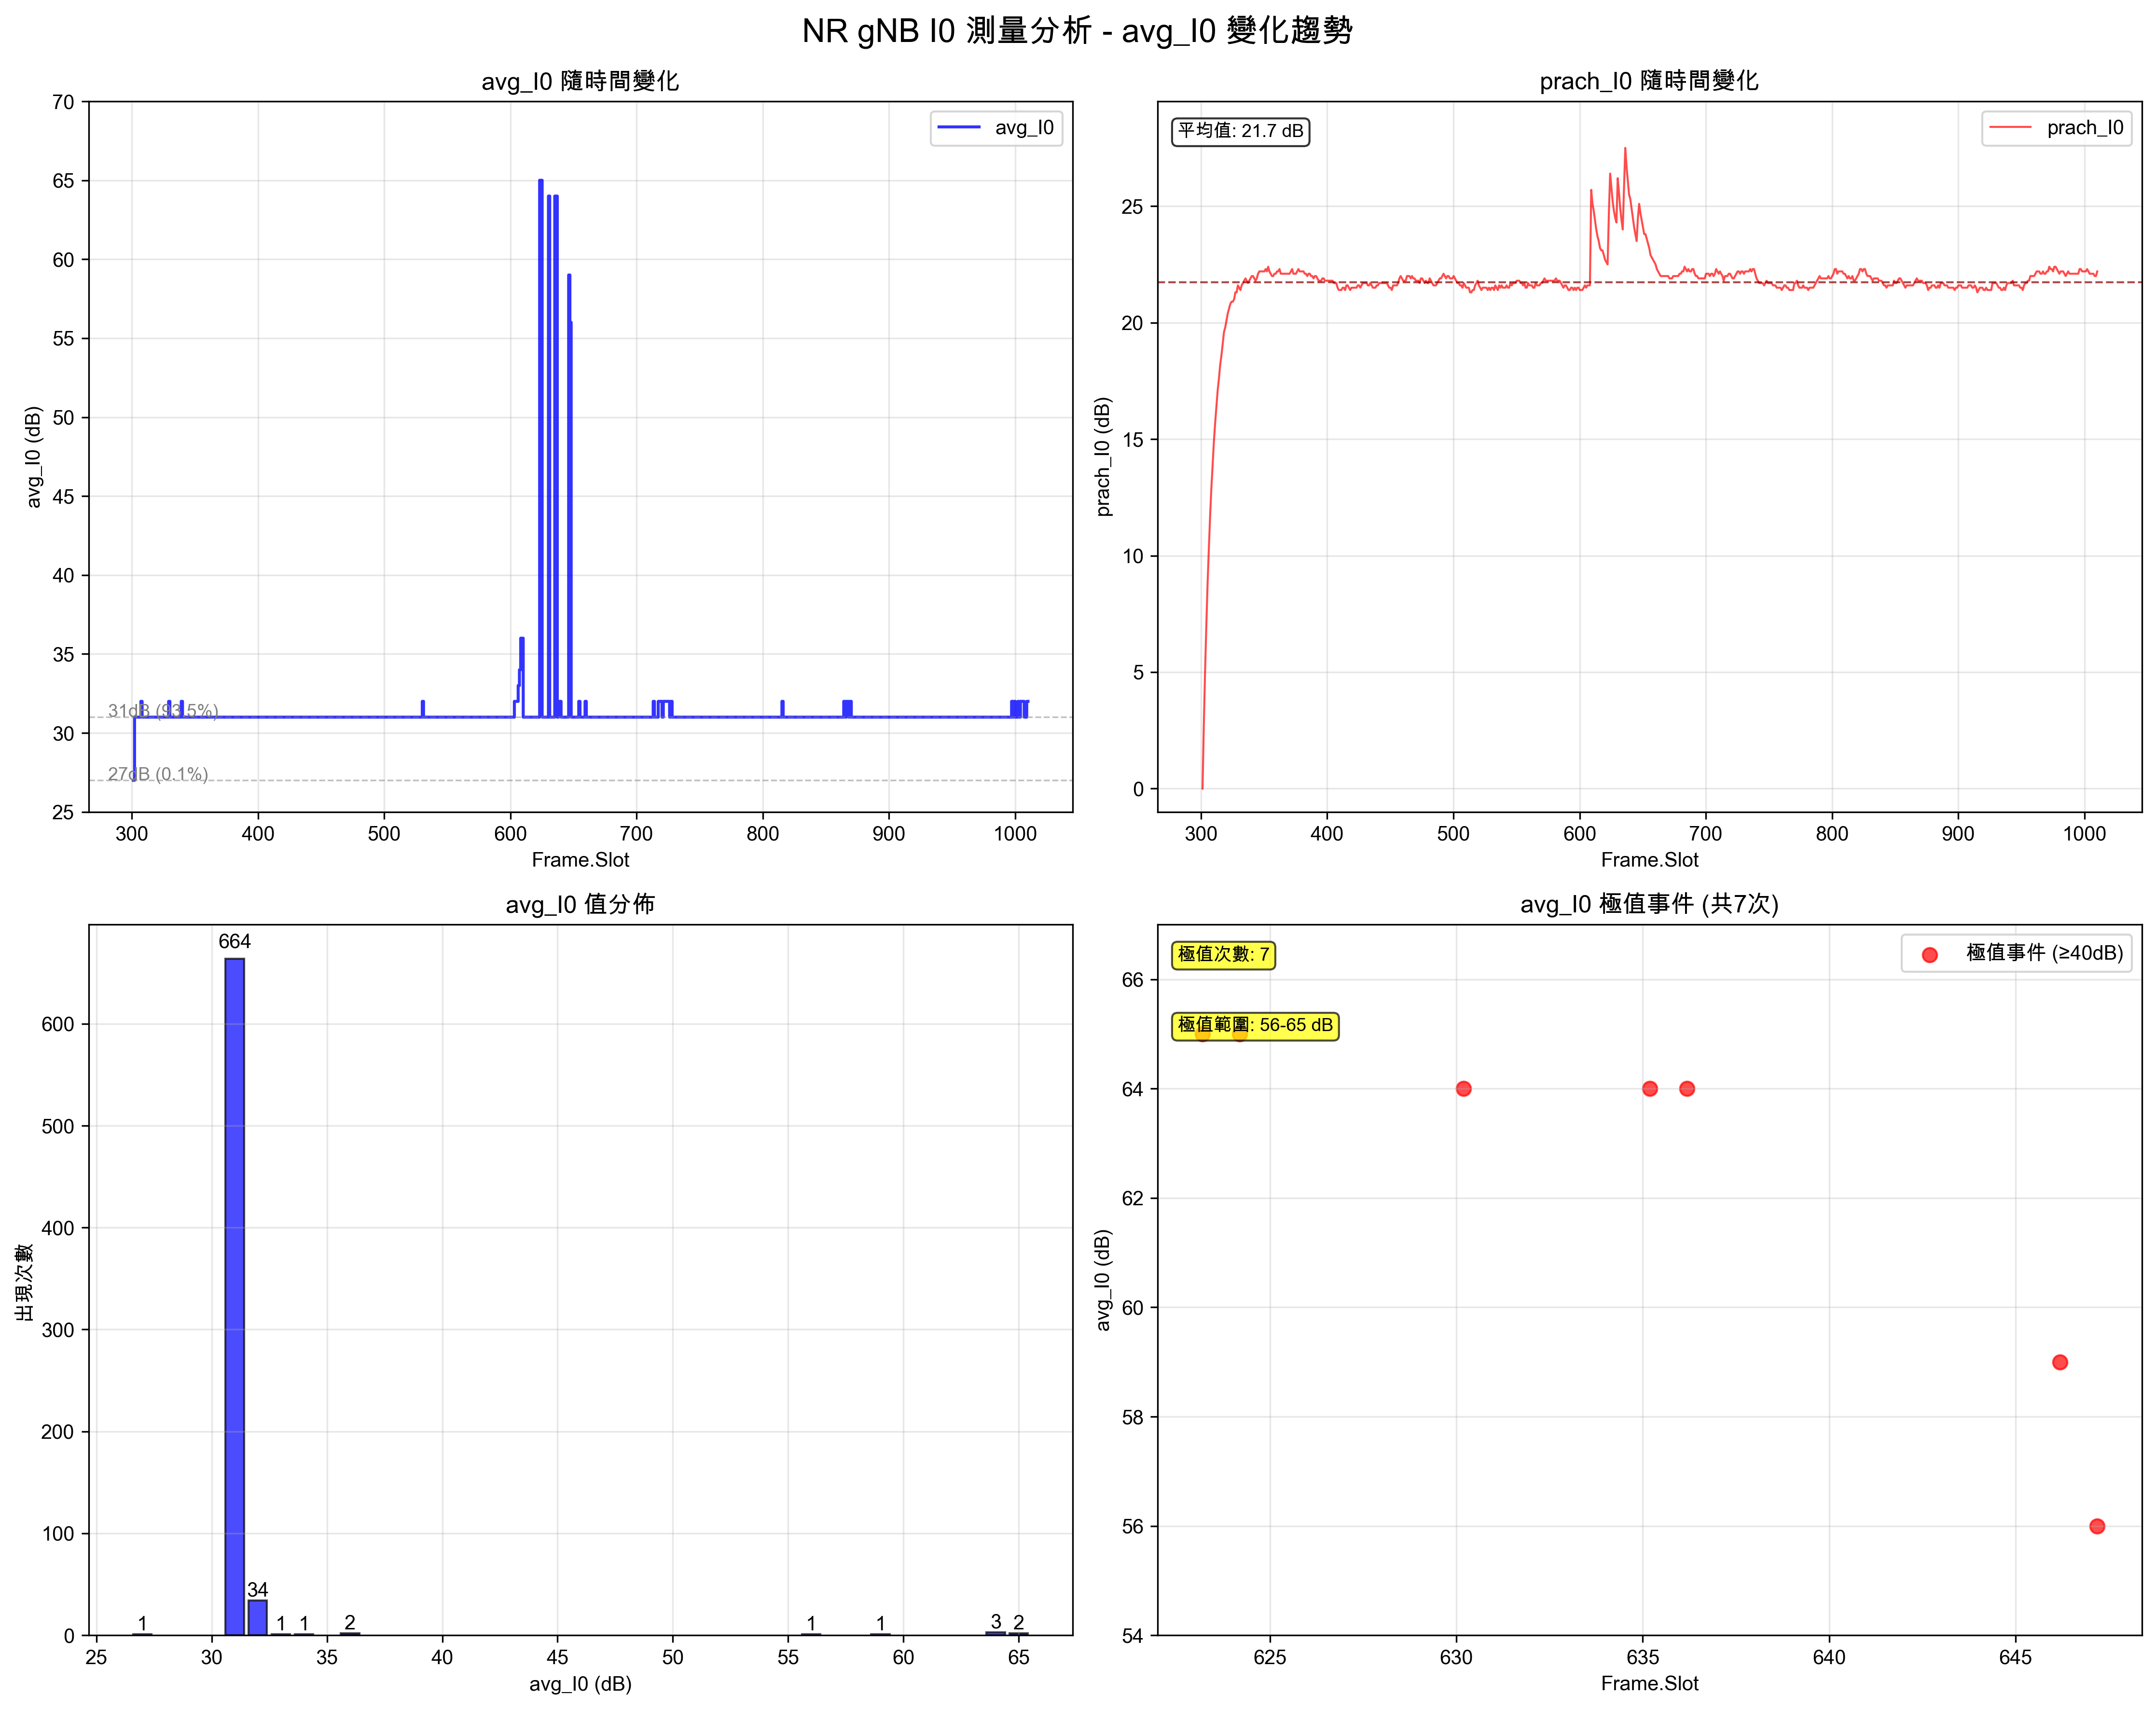 NR gNB I0 測量分析 - avg_I0 變化趨勢
avg_I0 隨時間變化
70
65
60
55
50
45
40
35
30
25
avg_I0 (dB)
avg_I0
31dB (93.5%)
27dB (0.1%)
300 400 500 600 700 800 900 1000
Frame.Slot
prach_I0 隨時間變化
平均值: 21.7 dB
prach_I0
25
20
15
10
5
0
prach_I0 (dB)
300 400 500 600 700 800 900 1000
Frame.Slot
avg_I0 值分佈
出現次數
600
500
400
300
200
100
0
1 664 34 1 1 2 1 1 3 2
25 30 35 40 45 50 55 60 65
avg_I0 (dB)
avg_I0 極值事件 (共7次)
極值次數: 7
極值範圍: 56-65 dB
極值事件 (≥40dB)
66
64
62
60
58
56
54
avg_I0 (dB)
625 630 635 640 645
Frame.Slot